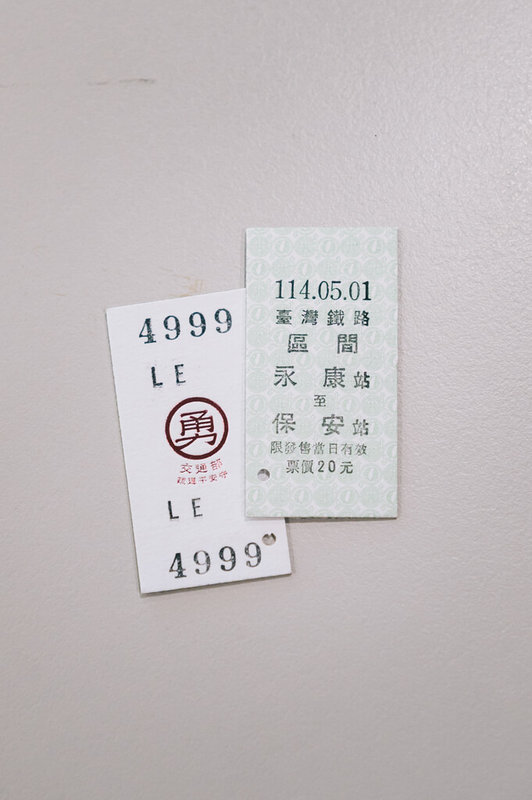 4999
LE
勇
交通部
LE
4999
114.05.01
臺灣鐵路
區間
永康站
至
保安站
限發售當日有效
票價20元